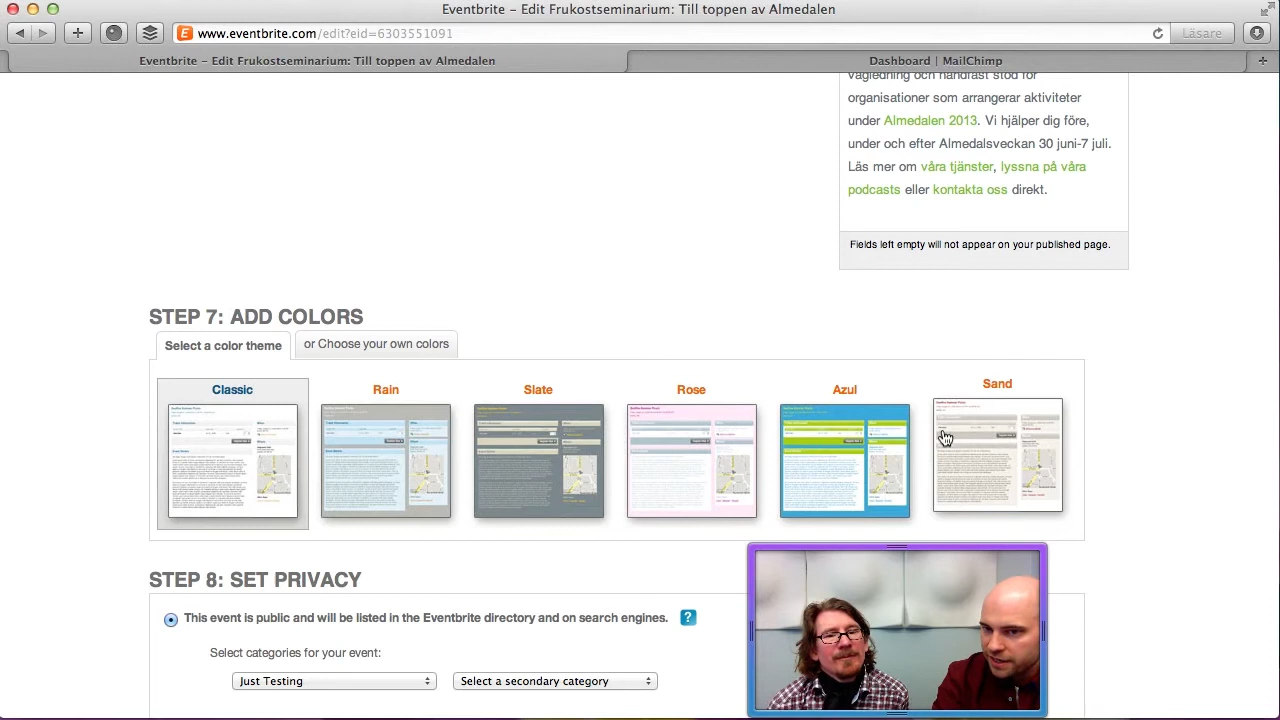 Eventbrite – Edit Frukostseminarium: Till toppen av Almedalen
www.eventbrite.com/edit?eid=6303551091
Läsare
Eventbrite – Edit Frukostseminarium: Till toppen av Almedalen
Dashboard | MailChimp
vägledning och handfast stöd för
organisationer som arrangerar aktiviteter
under Almedalen 2013. Vi hjälper dig före,
under och efter Almedalsveckan 30 juni-7 juli.
Läs mer om våra tjänster, lyssna på våra
podcasts eller kontakta oss direkt.
Fields left empty will not appear on your published page.
STEP 7: ADD COLORS
Select a color theme
or Choose your own colors
Classic
Rain
Slate
Rose
Azul
Sand
STEP 8: SET PRIVACY
This event is public and will be listed in the Eventbrite directory and on search engines.
?
Select categories for your event:
Just Testing
Select a secondary category